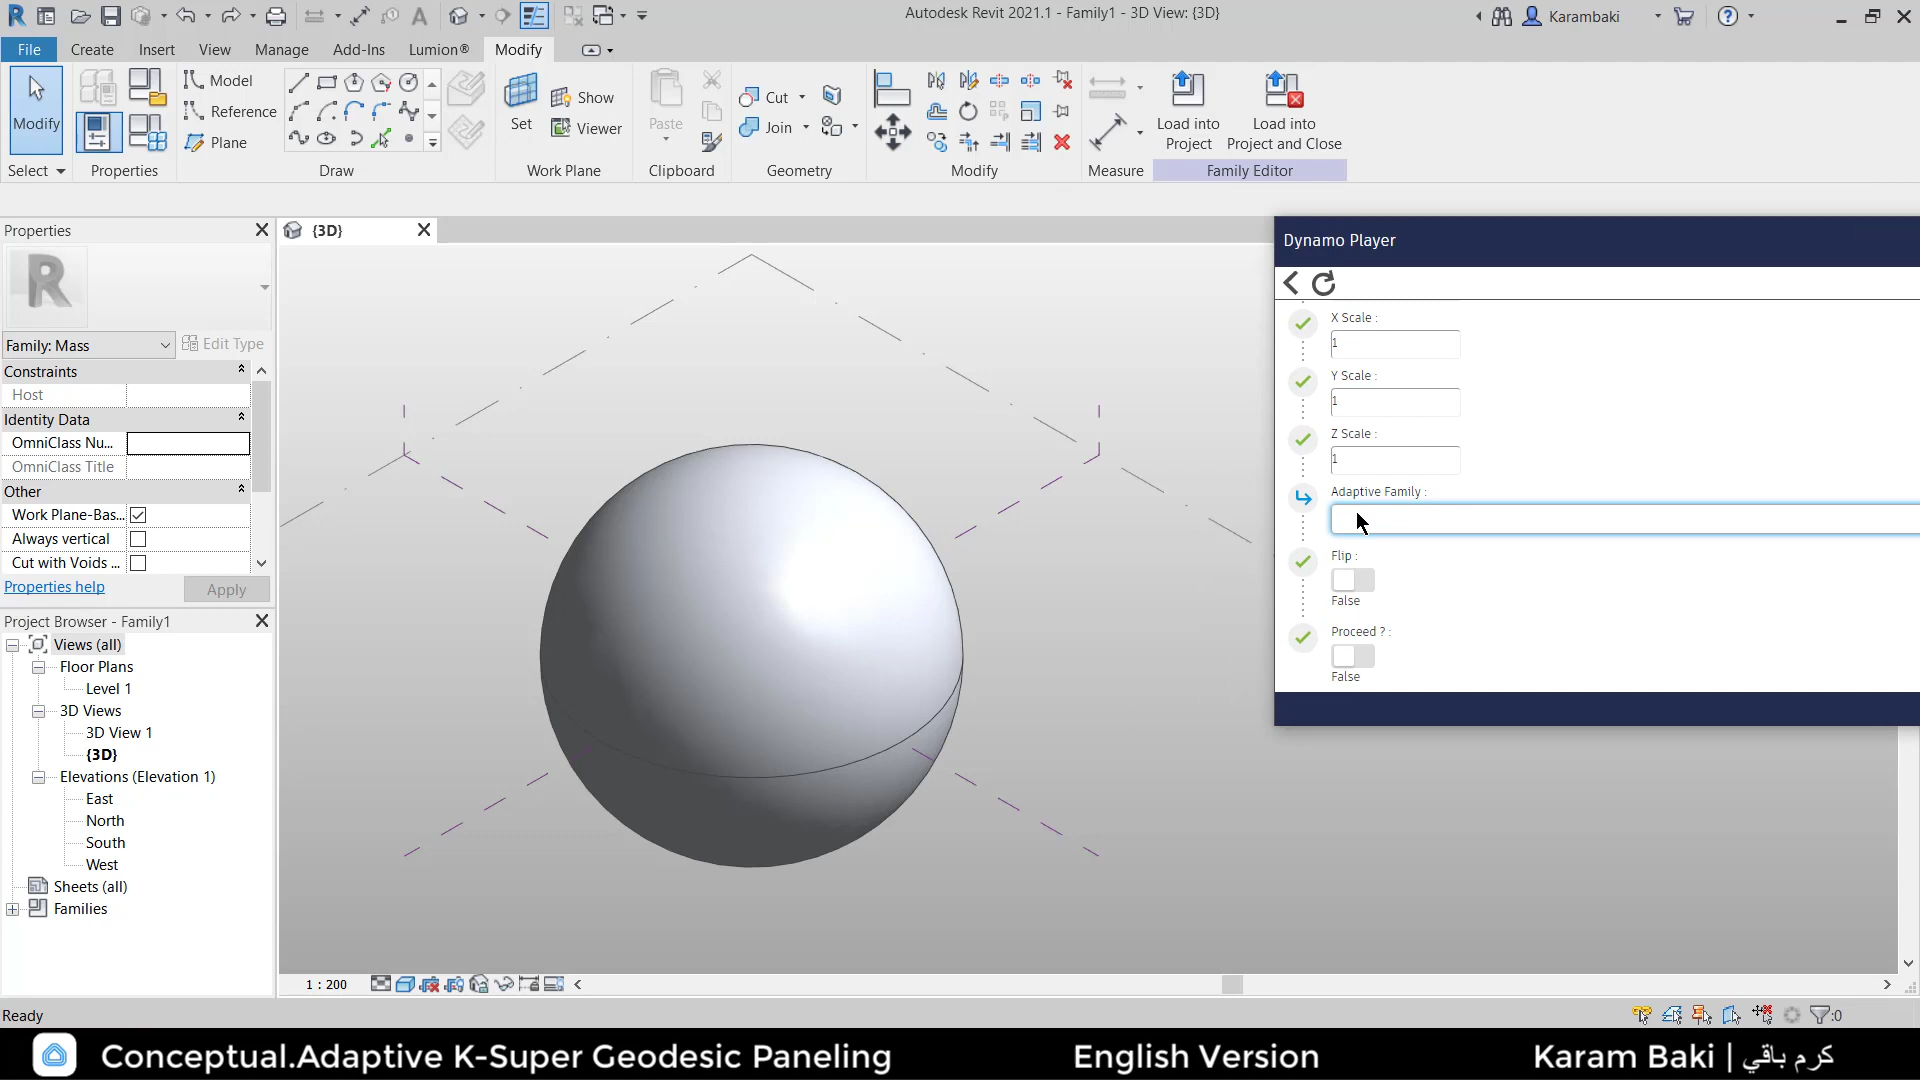 Autodesk Revit 2021.1 - Family1 - 3D View: {3D}
Karambaki
File Create Insert View Manage Add-Ins Lumion® Modify
Modify
Select
Properties
Model
Reference
Plane
Draw
Set
Show
Viewer
Work Plane
Paste
Clipboard
Cut
Join
Geometry
Modify
Measure
Load into
Project
Load into
Project and Close
Family Editor
Properties
R
Family: Mass
Edit Type
Constraints
Host
Identity Data
OmniClass Nu...
OmniClass Title
Other
Work Plane-Bas...
Always vertical
Cut with Voids ...
Properties help
Apply
Project Browser - Family1
Views (all)
Floor Plans
Level 1
3D Views
3D View 1
{3D}
Elevations (Elevation 1)
East
North
South
West
Sheets (all)
Families
{3D}
Dynamo Player
X Scale :
1
Y Scale :
1
Z Scale :
1
Adaptive Family :
Flip :
False
Proceed ? :
False
1 : 200
Ready
:0
Conceptual.Adaptive K-Super Geodesic Paneling
English Version
Karam Baki | كرم باقي